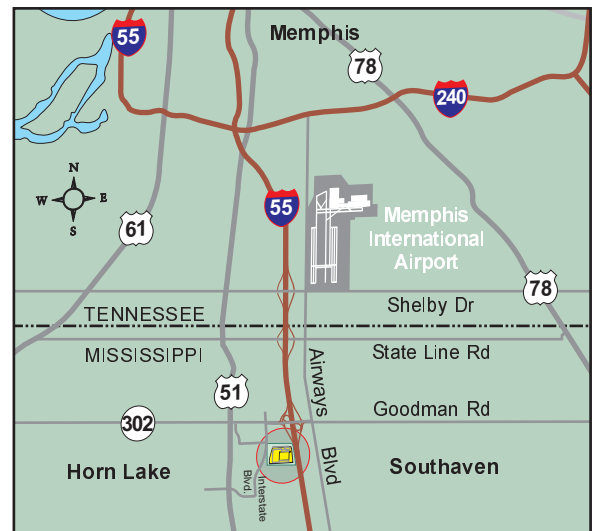 55
Memphis
78
240
N
W E
S
61
55
Memphis
International
Airport
78
Shelby Dr
TENNESSEE
MISSISSIPPI
State Line Rd
Airways
Blvd
51
302
Goodman Rd
Horn Lake
Interstate
Blvd.
Southaven